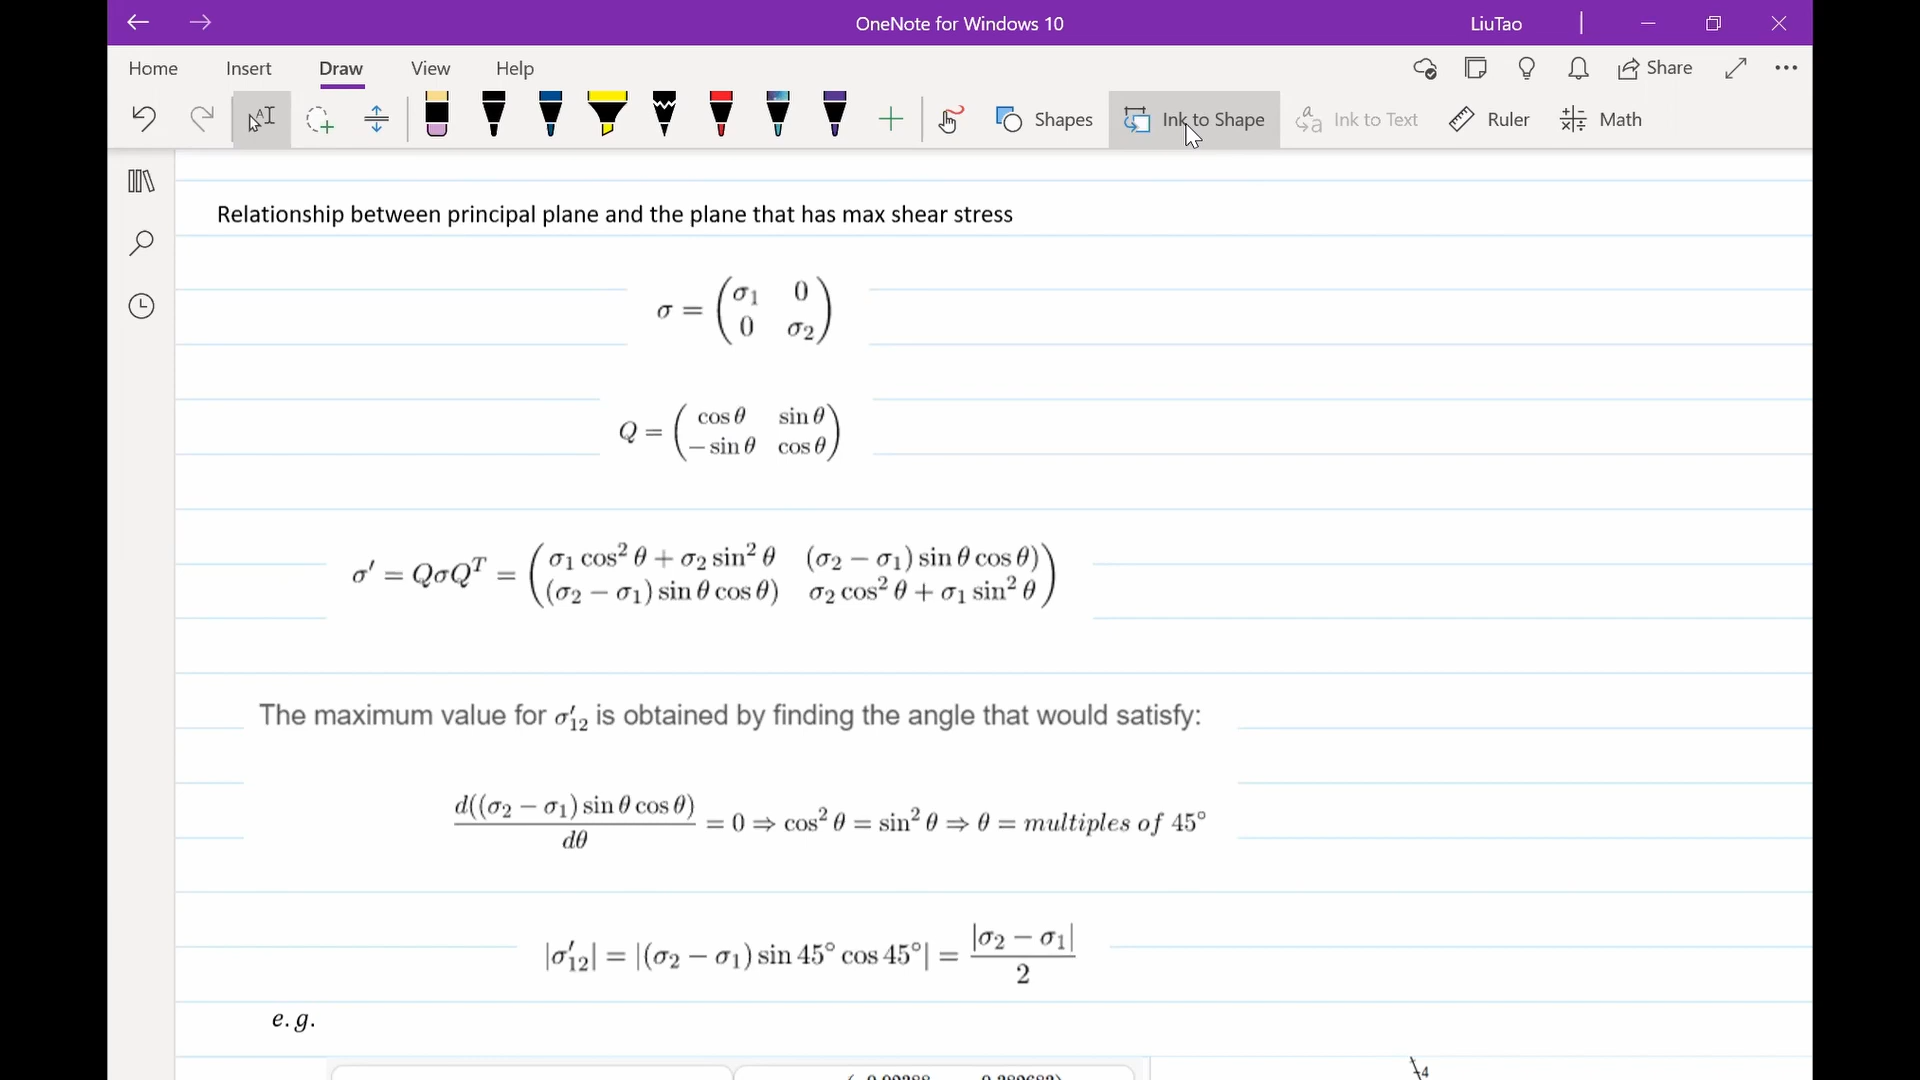 OneNote for Windows 10
LiuTao
Home Insert Draw View Help
Share
Shapes Ink to Shape Ink to Text Ruler Math
Relationship between principal plane and the plane that has max shear stress
σ = (σ₁ 0
0 σ₂)
Q = (cos θ sin θ
− sin θ cos θ)
σ′ = QσQᵀ = (σ₁ cos² θ + σ₂ sin² θ (σ₂ − σ₁) sin θ cos θ)
(σ₂ − σ₁) sin θ cos θ) σ₂ cos² θ + σ₁ sin² θ)
The maximum value for σ′₁₂ is obtained by finding the angle that would satisfy:
d((σ₂ − σ₁) sin θ cos θ)/dθ = 0 ⇒ cos² θ = sin² θ ⇒ θ = multiples of 45°
|σ′₁₂| = |(σ₂ − σ₁) sin 45° cos 45°| = |σ₂ − σ₁|/2
e.g.
4